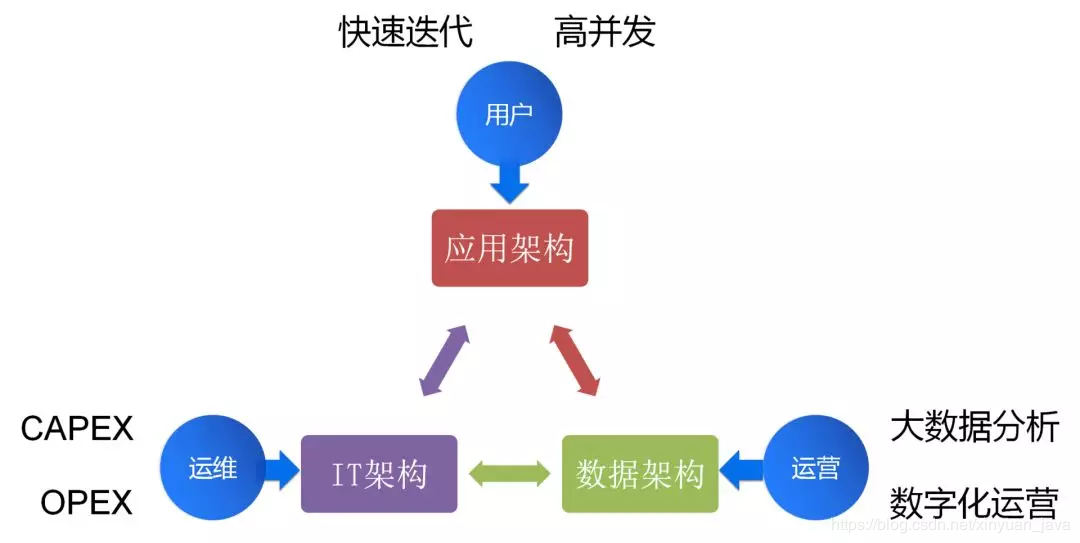 快速迭代 高并发
用户
应用架构
CAPEX
OPEX
运维
IT架构
数据架构
运营
大数据分析
数字化运营
https://blog.csdn.net/xinyuan_java